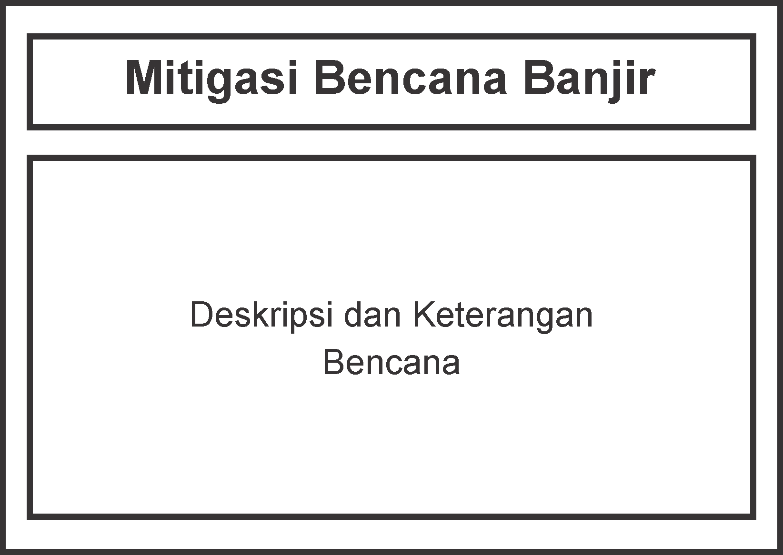 Mitigasi Bencana Banjir
Deskripsi dan Keterangan
Bencana